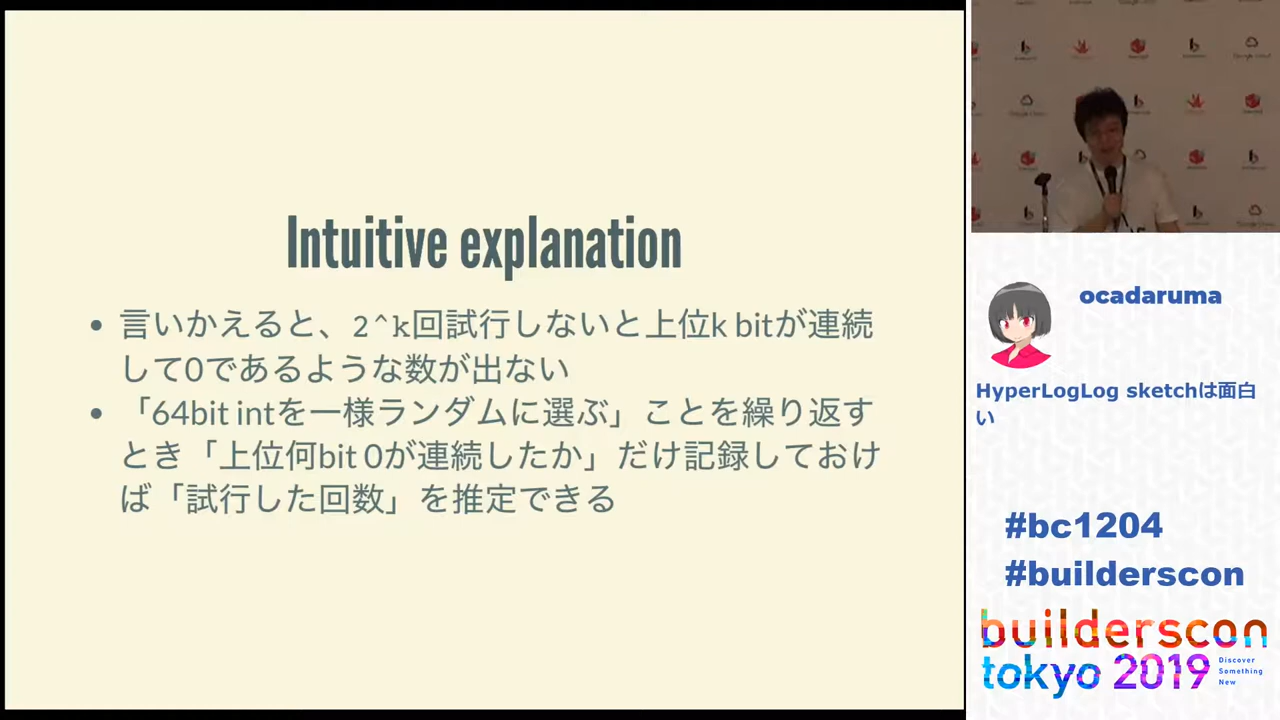 Intuitive explanation
言いかえると、2^k回試行しないと上位k bitが連続
して0であるような数が出ない
「64bit intを一様ランダムに選ぶ」ことを繰り返す
とき「上位何bit 0が連続したか」だけ記録しておけ
ば「試行した回数」を推定できる
ocadaruma
HyperLogLog sketchは面白
い
#bc1204
#builderscon
builderscon
tokyo 2019
Discover
Something
New